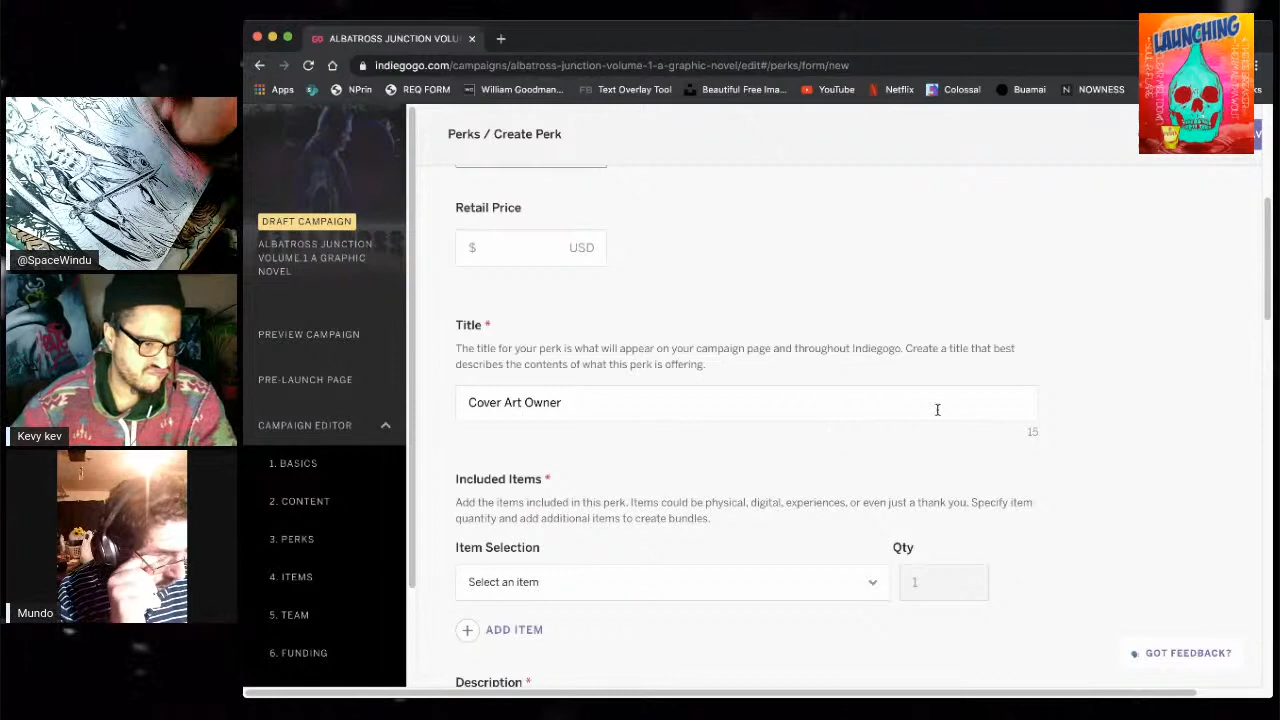 ALBATROSS JUNCTION VOLU
indiegogo.com/campaigns/albatross-junction-volume-1-a-graphic-novel/edit#/perks/form/new
Apps
NPrin
REQ FORM
William Goodman...
FB Text Overlay Tool
Beautiful Free Ima...
YouTube
Netflix
Colossal
Buamai
N NOWNESS
LAUNCHING
Perks / Create Perk
DRAFT CAMPAIGN
ALBATROSS JUNCTION
VOLUME.1 A GRAPHIC
NOVEL
PREVIEW CAMPAIGN
PRE-LAUNCH PAGE
CAMPAIGN EDITOR
1. BASICS
2. CONTENT
3. PERKS
4. ITEMS
5. TEAM
6. FUNDING
Retail Price
$ USD
Title *
The title for your perk is what will appear on your campaign page and throughout Indiegogo. Create a title that best
describes the contents of what this perk is offering.
Cover Art Owner
15
Included Items *
Add the items included in this perk. Items could be physical, digital, experiences, or even just a thank you. Specify item
quantity and add additional items to create bundles.
Item Selection
Qty
Select an item
1
+ ADD ITEM
Description *
GOT FEEDBACK?
@SpaceWindu
Kevy kev
Mundo